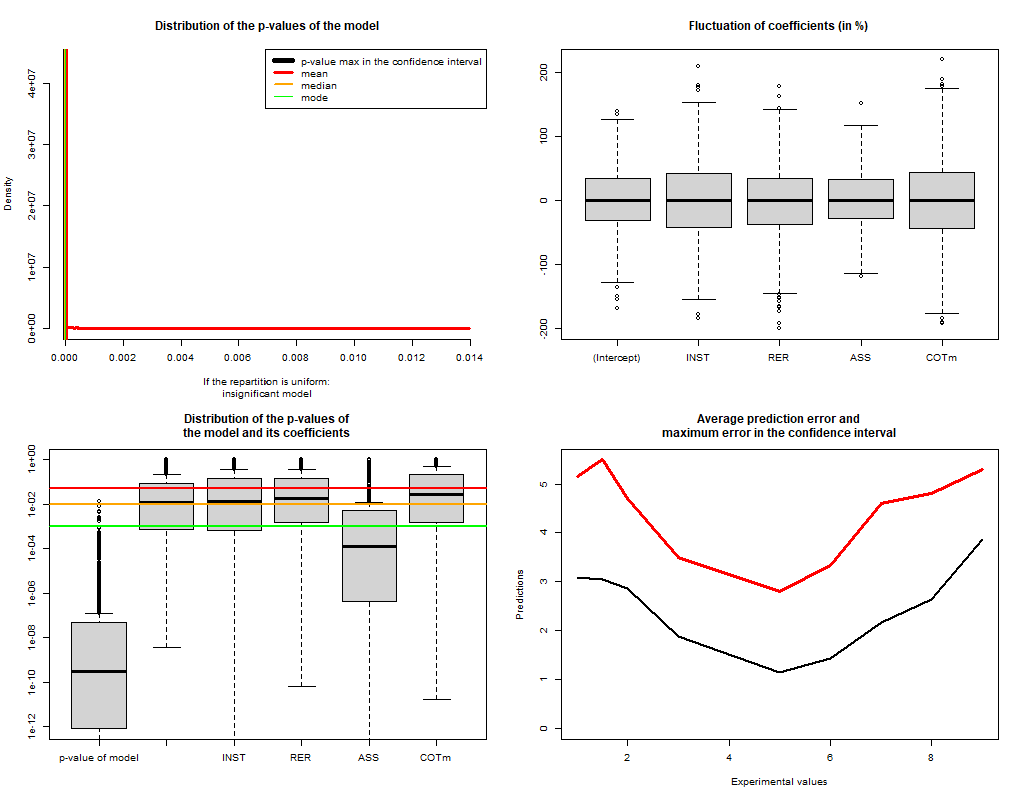 Distribution of the p-values of the model
p-value max in the confidence interval
mean
median
mode
Density
0e+00 1e+07 2e+07 3e+07 4e+07
0.000 0.002 0.004 0.006 0.008 0.010 0.012 0.014
If the repartition is uniform:
insignificant model
Fluctuation of coefficients (in %)
-200 -100 0 100 200
(Intercept) INST RER ASS COTm
Distribution of the p-values of
the model and its coefficients
1e-12 1e-10 1e-08 1e-06 1e-04 1e-02 1e+00
p-value of model INST RER ASS COTm
Average prediction error and
maximum error in the confidence interval
Predictions
0 1 2 3 4 5
2 4 6 8
Experimental values